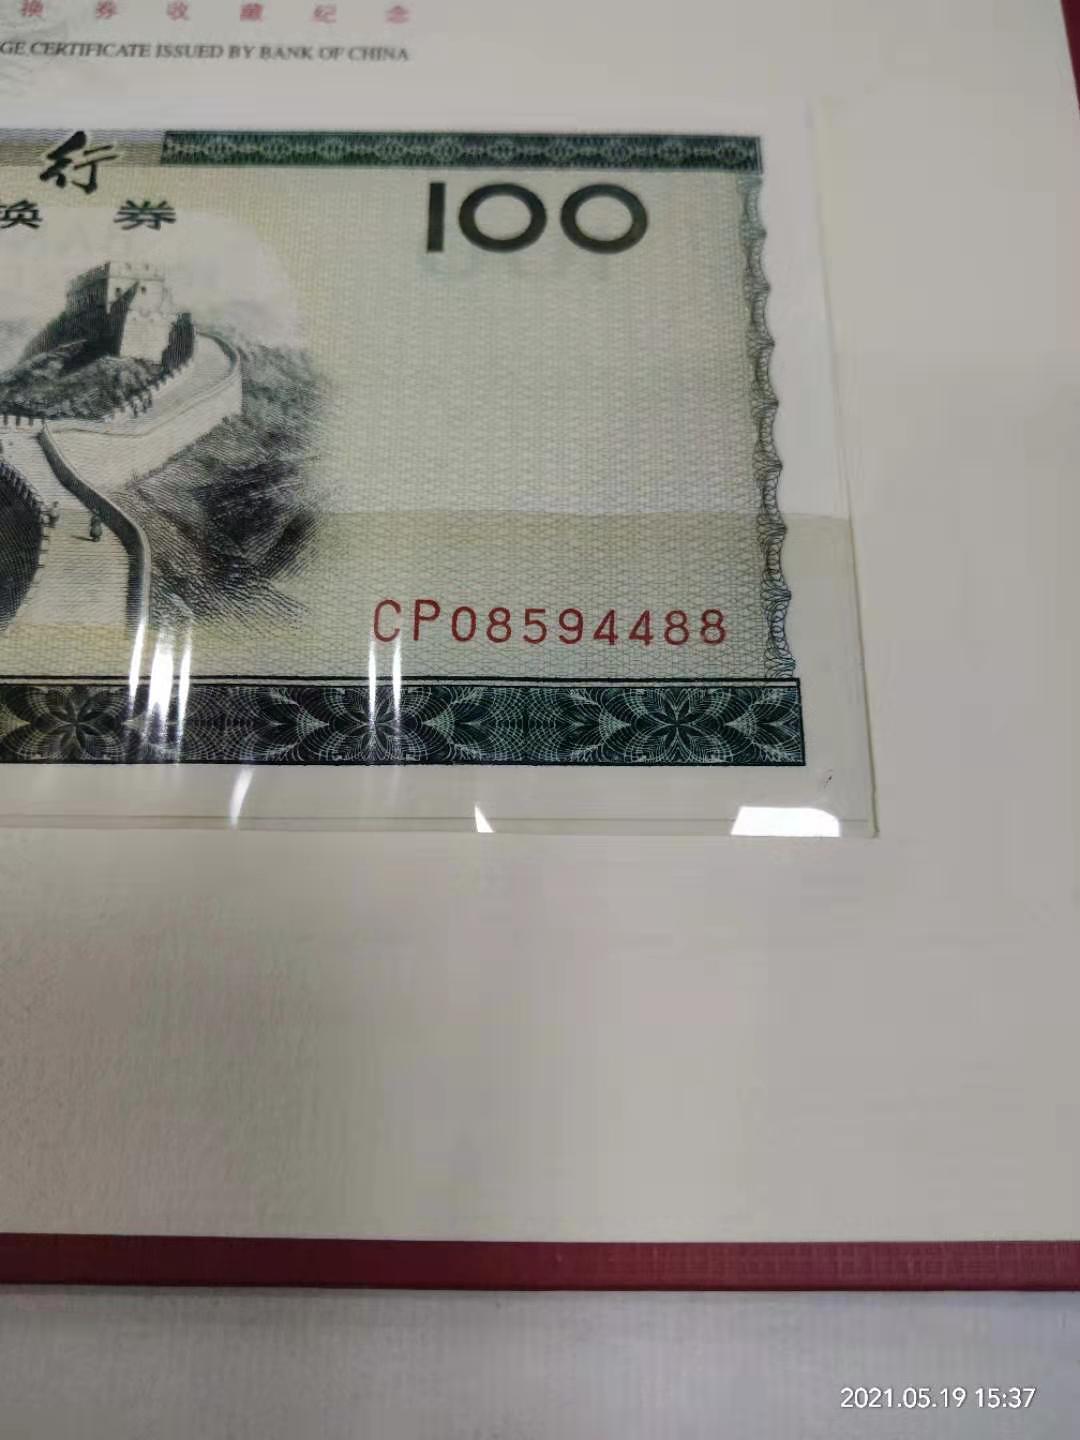 换 券 收 藏 纪 念
GE CERTIFICATE ISSUED BY BANK OF CHINA
行
换 券
100
CP08594488
2021.05.19 15:37